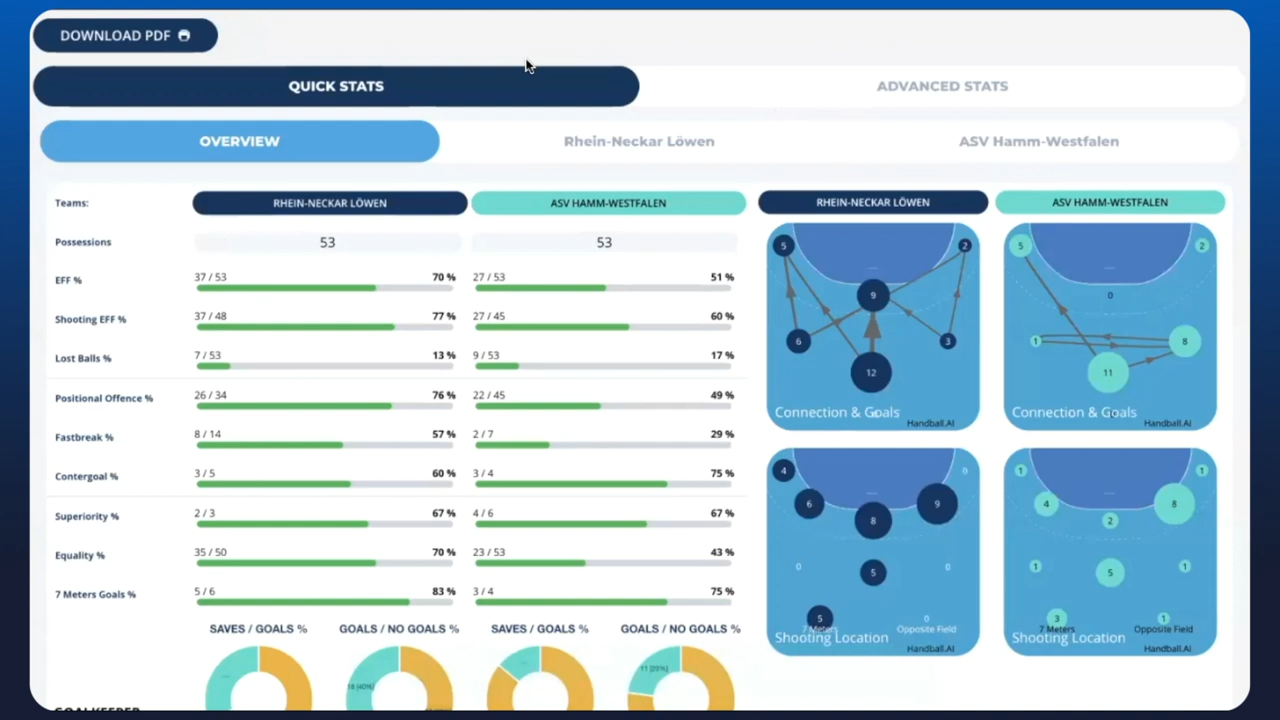 DOWNLOAD PDF
QUICK STATS
ADVANCED STATS
OVERVIEW
Rhein-Neckar Löwen
ASV Hamm-Westfalen
Teams:
RHEIN-NECKAR LÖWEN
ASV HAMM-WESTFALEN
Possessions
53
53
EFF %
37 / 53
70 %
27 / 53
51 %
Shooting EFF %
37 / 48
77 %
27 / 45
60 %
Lost Balls %
7 / 53
13 %
9 / 53
17 %
Positional Offence %
26 / 34
76 %
22 / 45
49 %
Fastbreak %
8 / 14
57 %
2 / 7
29 %
Contergoal %
3 / 5
60 %
3 / 4
75 %
Superiority %
2 / 3
67 %
4 / 6
67 %
Equality %
35 / 50
70 %
23 / 53
43 %
7 Meters Goals %
5 / 6
83 %
3 / 4
75 %
SAVES / GOALS %
GOALS / NO GOALS %
SAVES / GOALS %
GOALS / NO GOALS %
18 (40%)
11 (25%)
GOALKEEPER
RHEIN-NECKAR LÖWEN
ASV HAMM-WESTFALEN
5
2
9
6
3
12
Connection & Goals
Handball.AI
5
2
0
1
8
11
Connection & Goals
Handball.AI
4
0
6
9
8
0
5
0
5
0
7 Meters
Opposite Field
Shooting Location
Handball.AI
1
1
4
8
2
1
5
1
3
1
7 Meters
Opposite Field
Shooting Location
Handball.AI